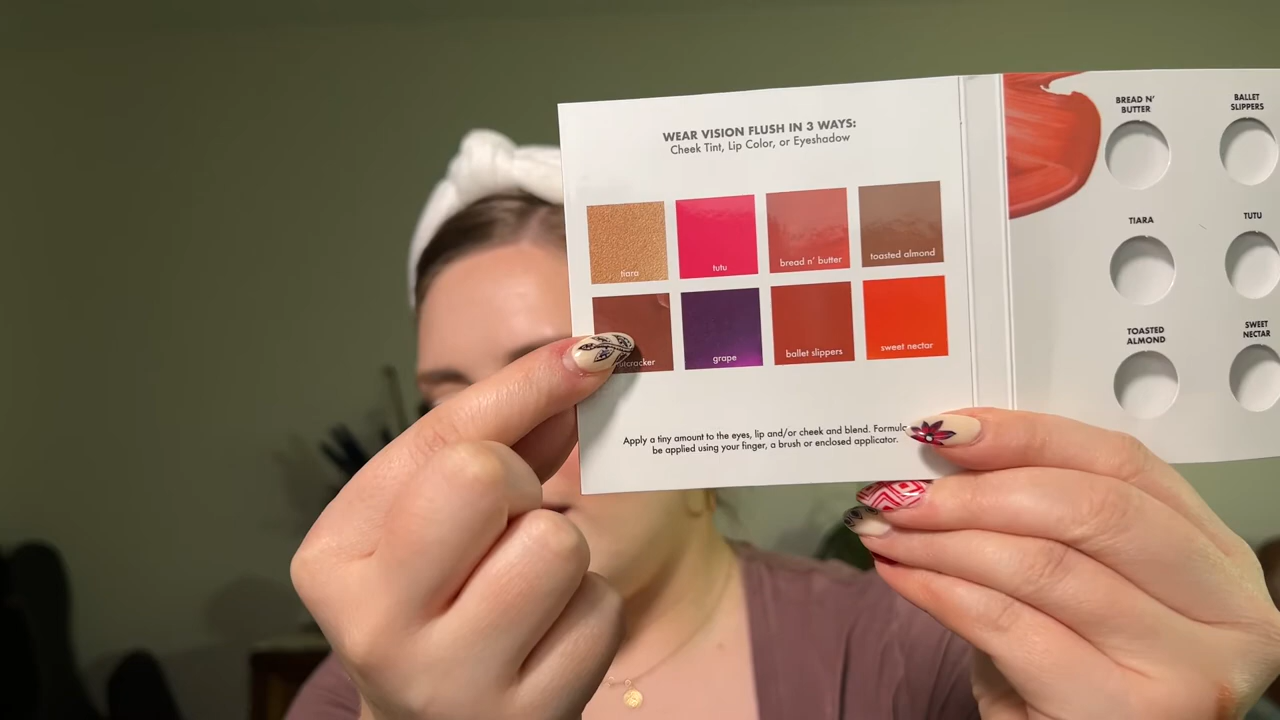 WEAR VISION FLUSH IN 3 WAYS:
Cheek Tint, Lip Color, or Eyeshadow
tiara
tutu
bread n' butter
toasted almond
grape
ballet slippers
sweet nectar
Apply a tiny amount to the eyes, lip and/or cheek and blend.
be applied using your finger, a brush or enclosed applicator.
BREAD N'
BUTTER
BALLET
SLIPPERS
TIARA
TUTU
TOASTED
ALMOND
SWEET
NECTAR